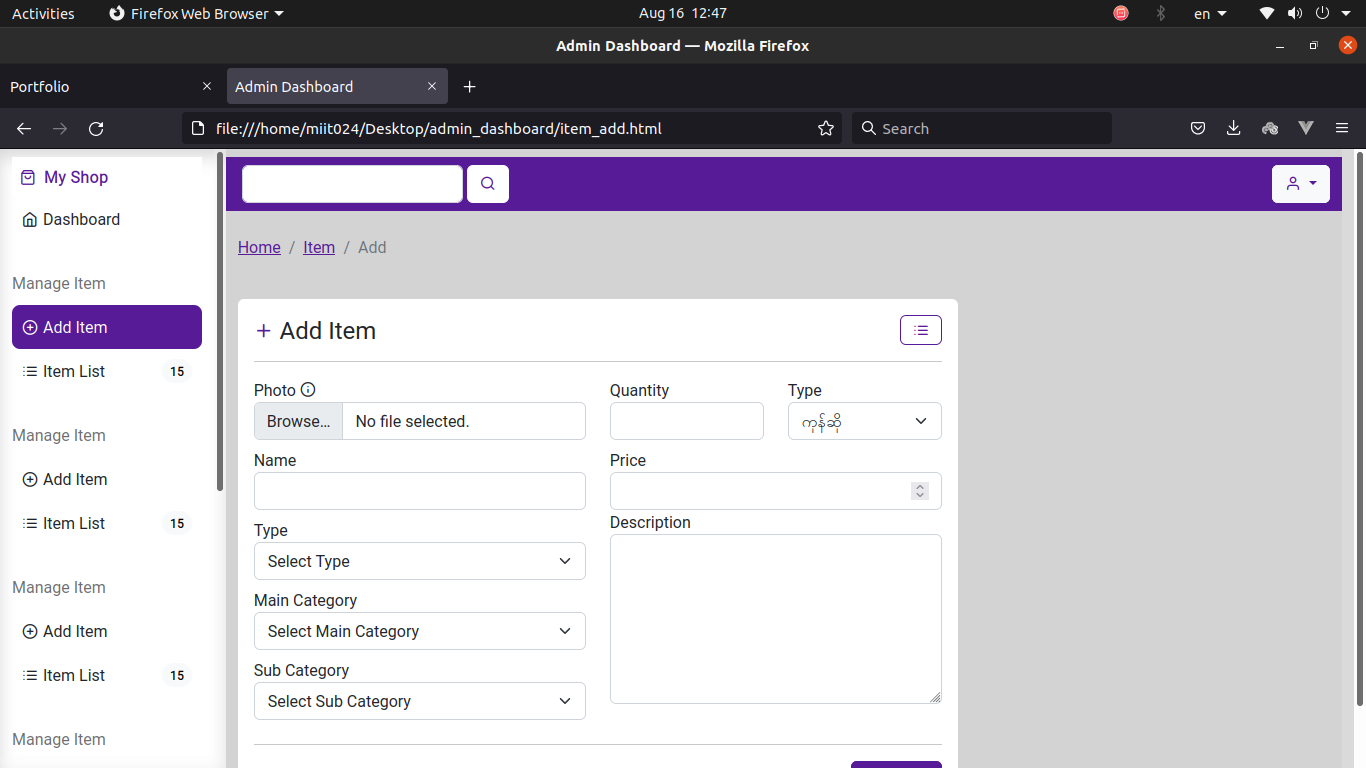 Activities Firefox Web Browser Aug 16 12:47 en
Admin Dashboard — Mozilla Firefox
Portfolio Admin Dashboard
file:///home/miit024/Desktop/admin_dashboard/item_add.html Search
My Shop
Dashboard
Manage Item
Add Item
Item List 15
Manage Item
Add Item
Item List 15
Manage Item
Add Item
Item List 15
Manage Item
Home / Item / Add
Add Item
Photo
Browse... No file selected.
Name
Type
Select Type
Main Category
Select Main Category
Sub Category
Select Sub Category
Quantity Type
ကုန်ဆို
Price
Description